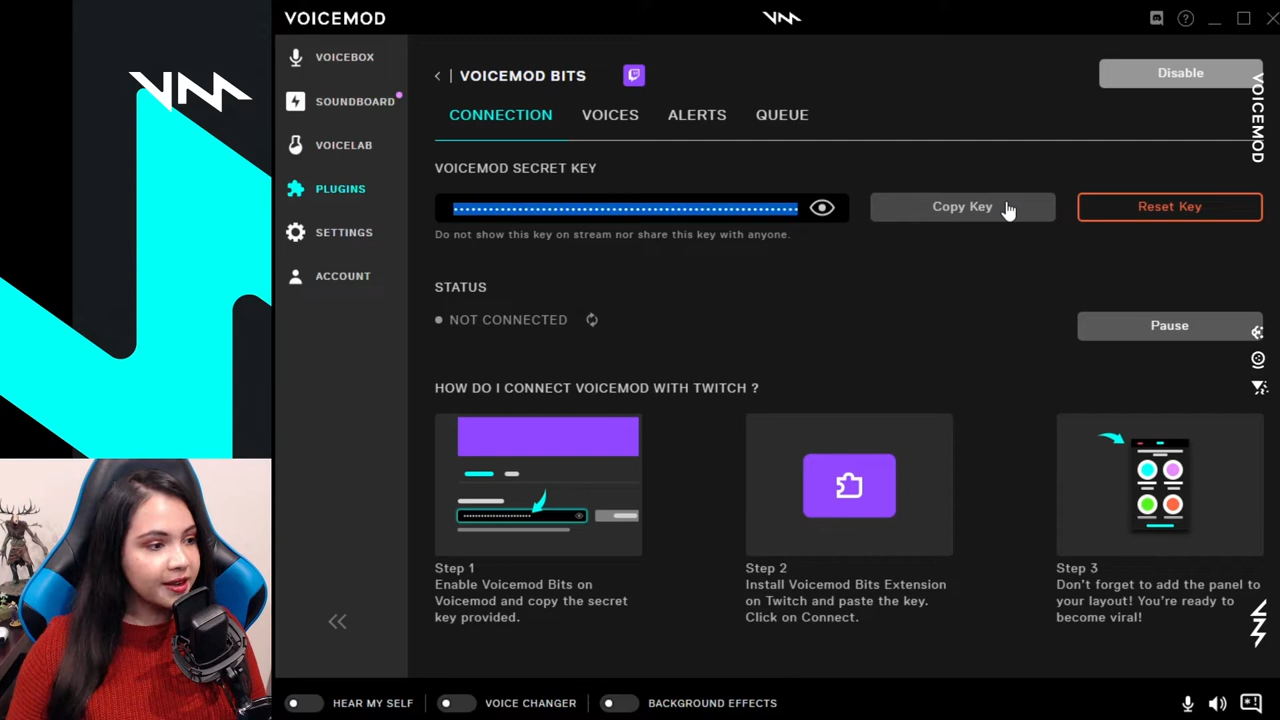 VOICEMOD
VOICEBOX
SOUNDBOARD
VOICELAB
PLUGINS
SETTINGS
ACCOUNT
VOICEMOD BITS
Disable
CONNECTION VOICES ALERTS QUEUE
VOICEMOD SECRET KEY
Copy Key
Reset Key
Do not show this key on stream nor share this key with anyone.
STATUS
NOT CONNECTED
Pause
HOW DO I CONNECT VOICEMOD WITH TWITCH ?
Step 1
Enable Voicemod Bits on
Voicemod and copy the secret
key provided.
Step 2
Install Voicemod Bits Extension
on Twitch and paste the key.
Click on Connect.
Step 3
Don't forget to add the panel to
your layout! You're ready to
become viral!
HEAR MY SELF
VOICE CHANGER
BACKGROUND EFFECTS
VOICEMOD